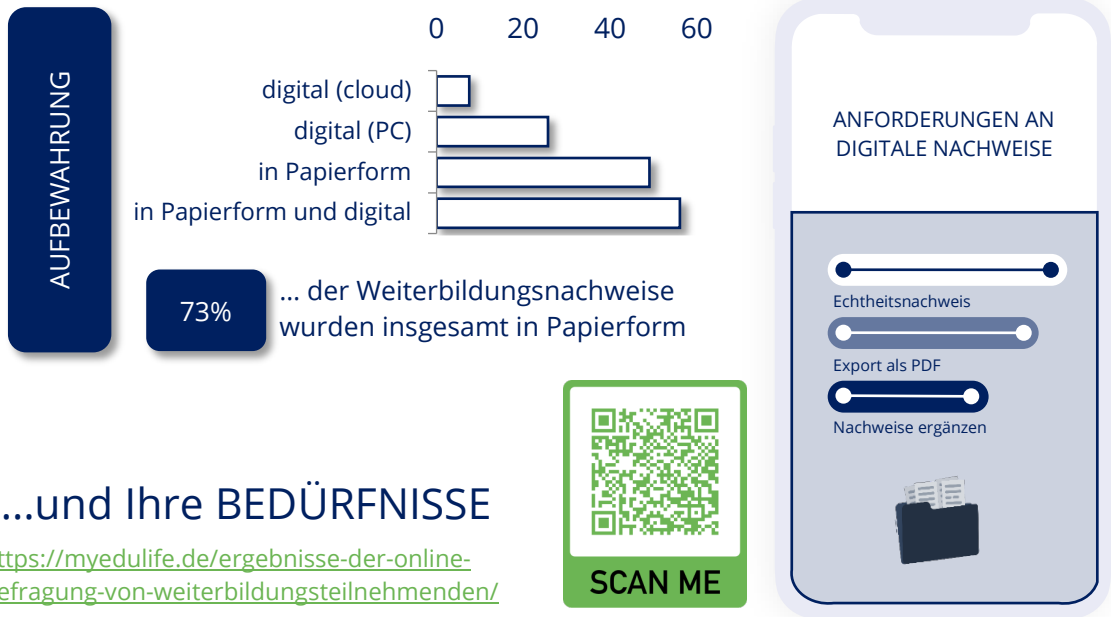 AUFBEWAHRUNG
0 20 40 60
digital (cloud)
digital (PC)
in Papierform
in Papierform und digital
73%
... der Weiterbildungsnachweise
wurden insgesamt in Papierform
...und Ihre BEDÜRFNISSE
ttps://myedulife.de/ergebnisse-der-online-
efragung-von-weiterbildungsteilnehmenden/
SCAN ME
ANFORDERUNGEN AN
DIGITALE NACHWEISE
Echtheitsnachweis
Export als PDF
Nachweise ergänzen